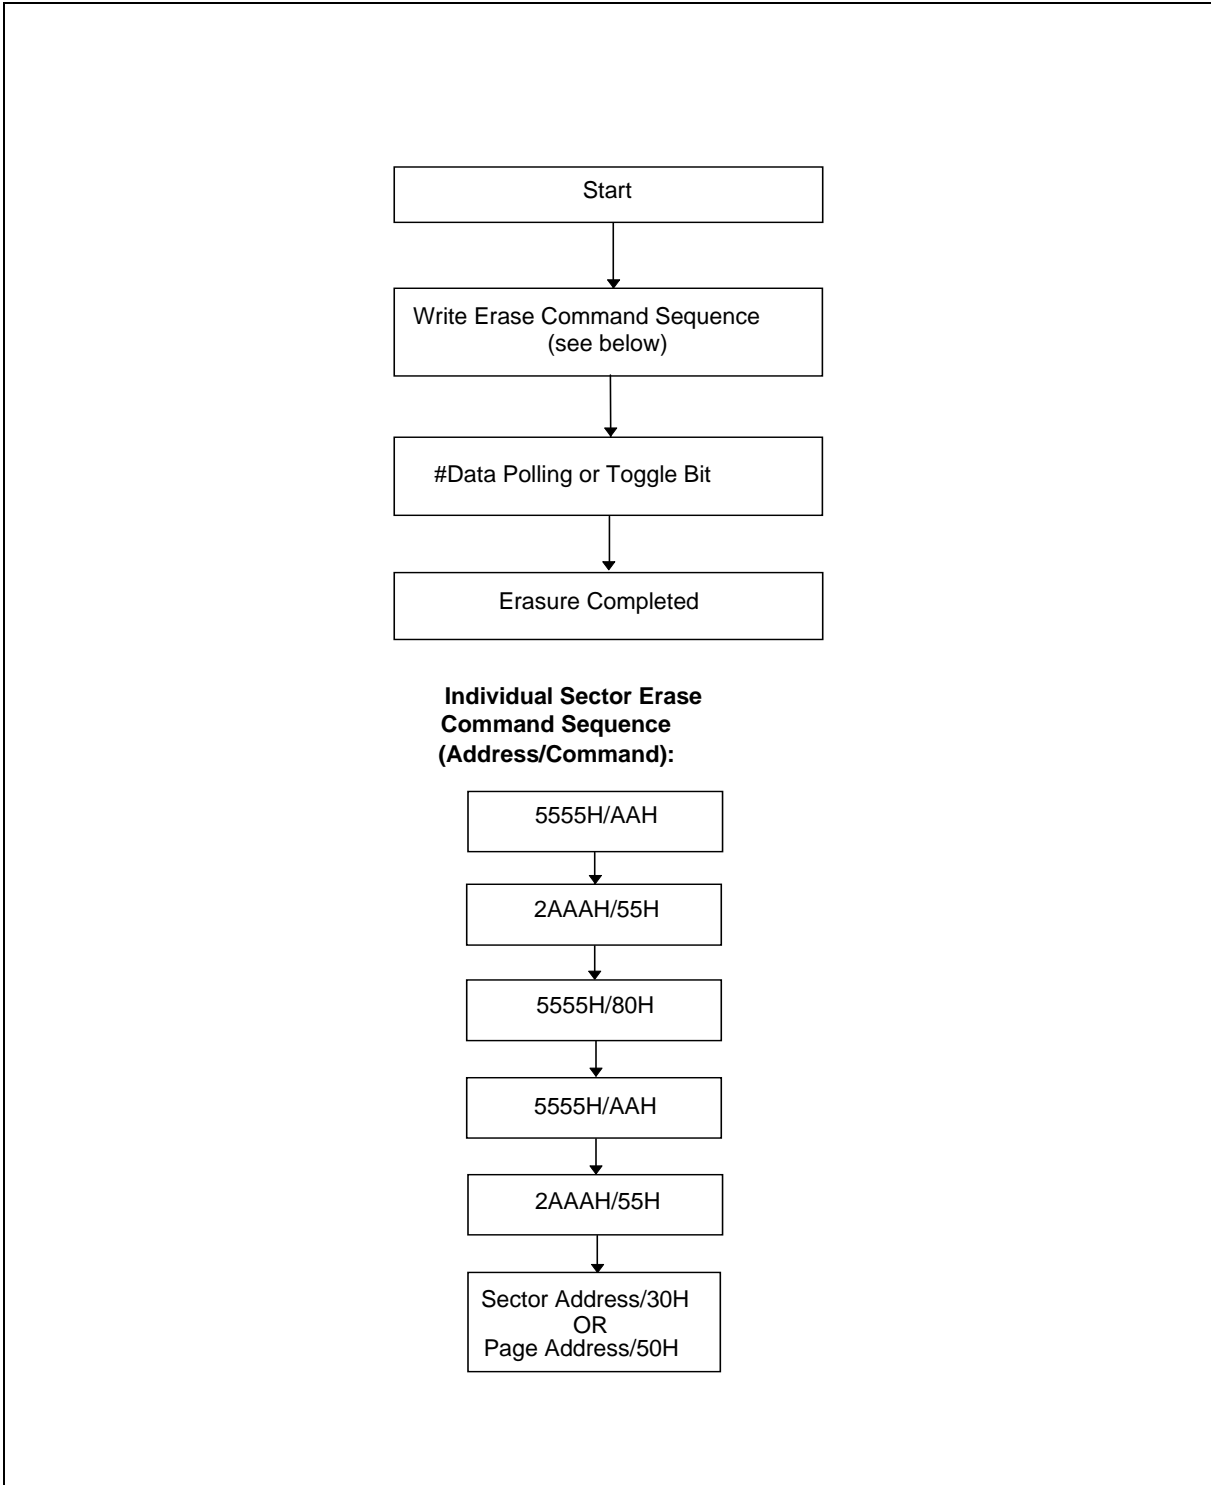 Start
Write Erase Command Sequence
(see below)
#Data Polling or Toggle Bit
Erasure Completed
Individual Sector Erase
Command Sequence
(Address/Command):
5555H/AAH
2AAAH/55H
5555H/80H
5555H/AAH
2AAAH/55H
Sector Address/30H
OR
Page Address/50H